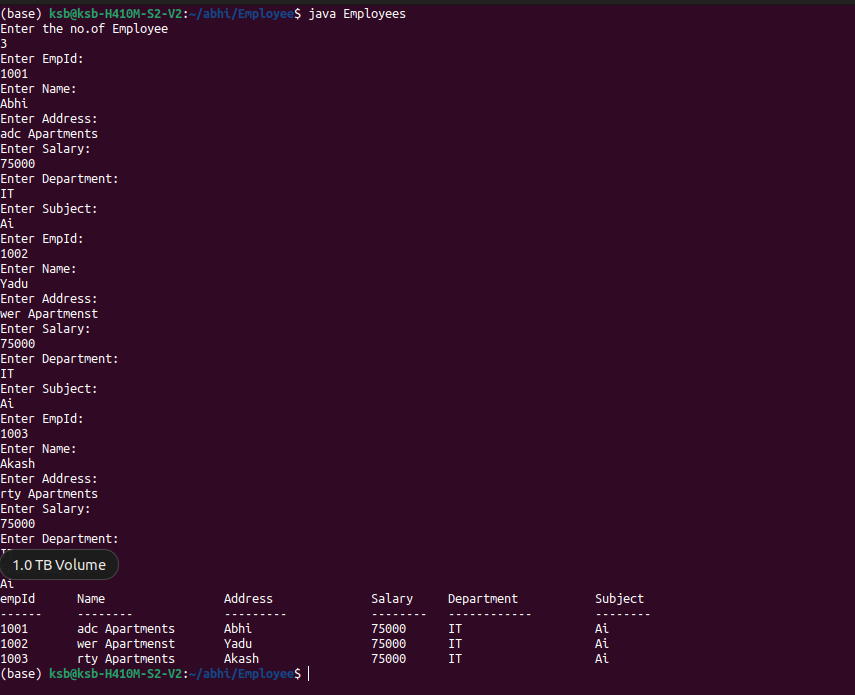 (base) ksb@ksb-H410M-S2-V2:~/abhi/Employee$ java Employees
Enter the no.of Employee
3
Enter EmpId:
1001
Enter Name:
Abhi
Enter Address:
adc Apartments
Enter Salary:
75000
Enter Department:
IT
Enter Subject:
Ai
Enter EmpId:
1002
Enter Name:
Yadu
Enter Address:
wer Apartmenst
Enter Salary:
75000
Enter Department:
IT
Enter Subject:
Ai
Enter EmpId:
1003
Enter Name:
Akash
Enter Address:
rty Apartments
Enter Salary:
75000
Enter Department:
1.0 TB Volume
Ai
empId Name Address Salary Department Subject
------ -------- --------- -------- ------------ --------
1001 adc Apartments Abhi 75000 IT Ai
1002 wer Apartmenst Yadu 75000 IT Ai
1003 rty Apartments Akash 75000 IT Ai
(base) ksb@ksb-H410M-S2-V2:~/abhi/Employee$